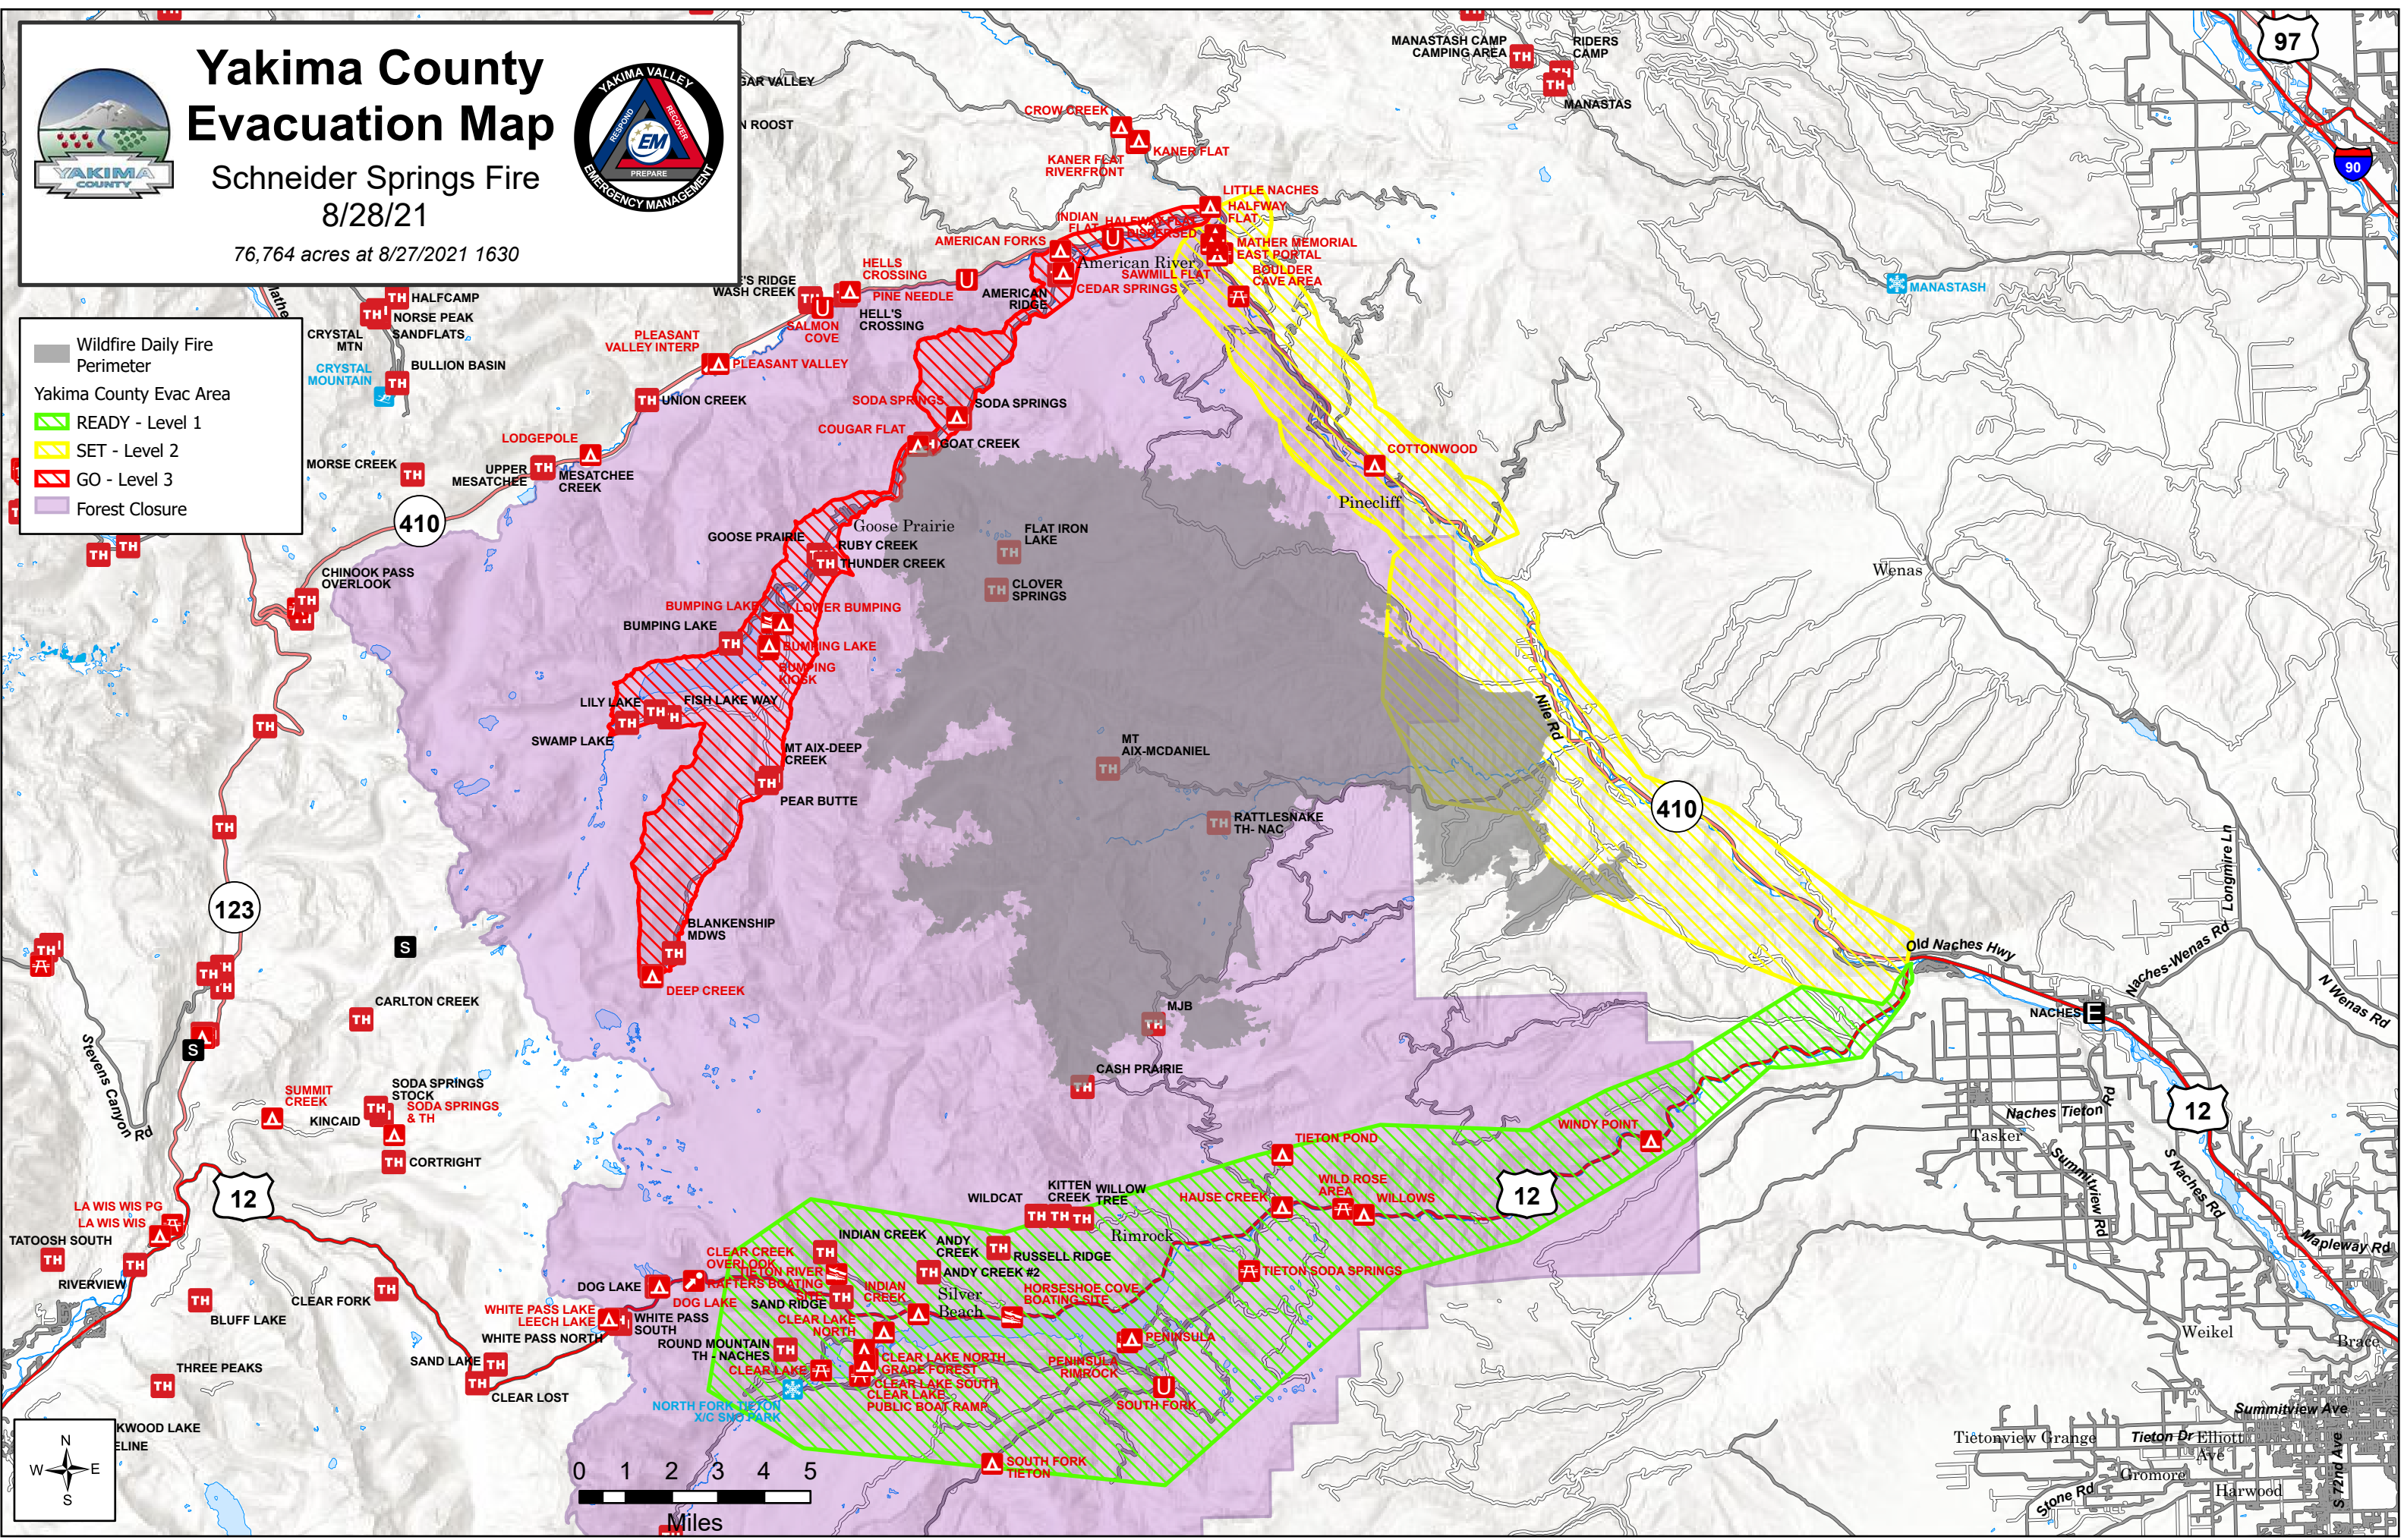 Yakima County
Evacuation Map
Schneider Springs Fire
8/28/21
76,764 acres at 8/27/2021 1630
YAKIMA
COUNTY
YAKIMA VALLEY
EMERGENCY MANAGEMENT
RESPOND
RECOVER
PREPARE
EM
Wildfire Daily Fire
Perimeter
Yakima County Evac Area
READY - Level 1
SET - Level 2
GO - Level 3
Forest Closure
GAR VALLEY
N ROOST
CROW CREEK
KANER FLAT
KANER FLAT
RIVERFRONT
MANASTASH CAMP
CAMPING AREA
RIDERS
CAMP
MANASTAS
97
90
LITTLE NACHES
HALFWAY
FLAT
INDIAN
FLAT
HALFWAY FLAT
DISPERSED
AMERICAN FORKS
MATHER MEMORIAL
EAST PORTAL
American River
SAWMILL FLAT
BOULDER
CAVE AREA
CEDAR SPRINGS
AMERICAN
RIDGE
HELLS
CROSSING
PINE NEEDLE
'S RIDGE
WASH CREEK
HELL'S
CROSSING
SALMON
COVE
MANASTASH
HALFCAMP
NORSE PEAK
SANDFLATS
CRYSTAL
MTN
BULLION BASIN
CRYSTAL
MOUNTAIN
PLEASANT
VALLEY INTERP
PLEASANT VALLEY
UNION CREEK
SODA SPRINGS
SODA SPRINGS
COUGAR FLAT
GOAT CREEK
LODGEPOLE
MORSE CREEK
UPPER
MESATCHEE
MESATCHEE
CREEK
410
COTTONWOOD
Pinecliff
Goose Prairie
GOOSE PRAIRIE
RUBY CREEK
THUNDER CREEK
FLAT IRON
LAKE
CLOVER
SPRINGS
Wenas
CHINOOK PASS
OVERLOOK
BUMPING LAKE
LOWER BUMPING
BUMPING LAKE
BUMPING LAKE
BUMPING
KIOSK
LILY LAKE
FISH LAKE WAY
SWAMP LAKE
MT AIX-DEEP
CREEK
PEAR BUTTE
MT
AIX-MCDANIEL
RATTLESNAKE
TH- NAC
Nile Rd
410
Longmire Ln
123
BLANKENSHIP
MDWS
DEEP CREEK
S
CARLTON CREEK
S
Stevens Canyon Rd
Old Naches Hwy
Naches-Wenas Rd
N Wenas Rd
NACHES
E
MJB
CASH PRAIRIE
SUMMIT
CREEK
SODA SPRINGS
STOCK
SODA SPRINGS
& TH
KINCAID
CORTRIGHT
12
Naches Tieton Rd
Tasker
Summitview Rd
S Naches Rd
Mapleway Rd
TIETON POND
WINDY POINT
12
12
LA WIS WIS PG
LA WIS WIS
TATOOSH SOUTH
RIVERVIEW
BLUFF LAKE
CLEAR FORK
THREE PEAKS
WILDCAT
KITTEN
CREEK
WILLOW
TREE
HAUSE CREEK
WILD ROSE
AREA
WILLOWS
Rimrock
INDIAN CREEK
ANDY
CREEK
RUSSELL RIDGE
ANDY CREEK #2
CLEAR CREEK
OVERLOOK
TIETON RIVER
RAFTERS BOATING
SITE
DOG LAKE
DOG LAKE
SAND RIDGE
INDIAN
CREEK
Silver
Beach
HORSESHOE COVE
BOATING SITE
TIETON SODA SPRINGS
WHITE PASS LAKE
LEECH LAKE
WHITE PASS
SOUTH
WHITE PASS NORTH
CLEAR LAKE
NORTH
ROUND MOUNTAIN
TH - NACHES
CLEAR LAKE
CLEAR LAKE NORTH
GRADE FOREST
CLEAR LAKE SOUTH
CLEAR LAKE
PUBLIC BOAT RAMP
PENINSULA
PENINSULA
RIMROCK
SOUTH FORK
SAND LAKE
CLEAR LOST
NORTH FORK TIETON
X/C SNO PARK
SOUTH FORK
TIETON
Weikel
Brace
Summitview Ave
Tietonview Grange
Tieton Dr
Elliott
Ave
Gromore
Harwood
Stone Rd
S 72nd Ave
KWOOD LAKE
ELINE
N
W E
S
0 1 2 3 4 5
Miles